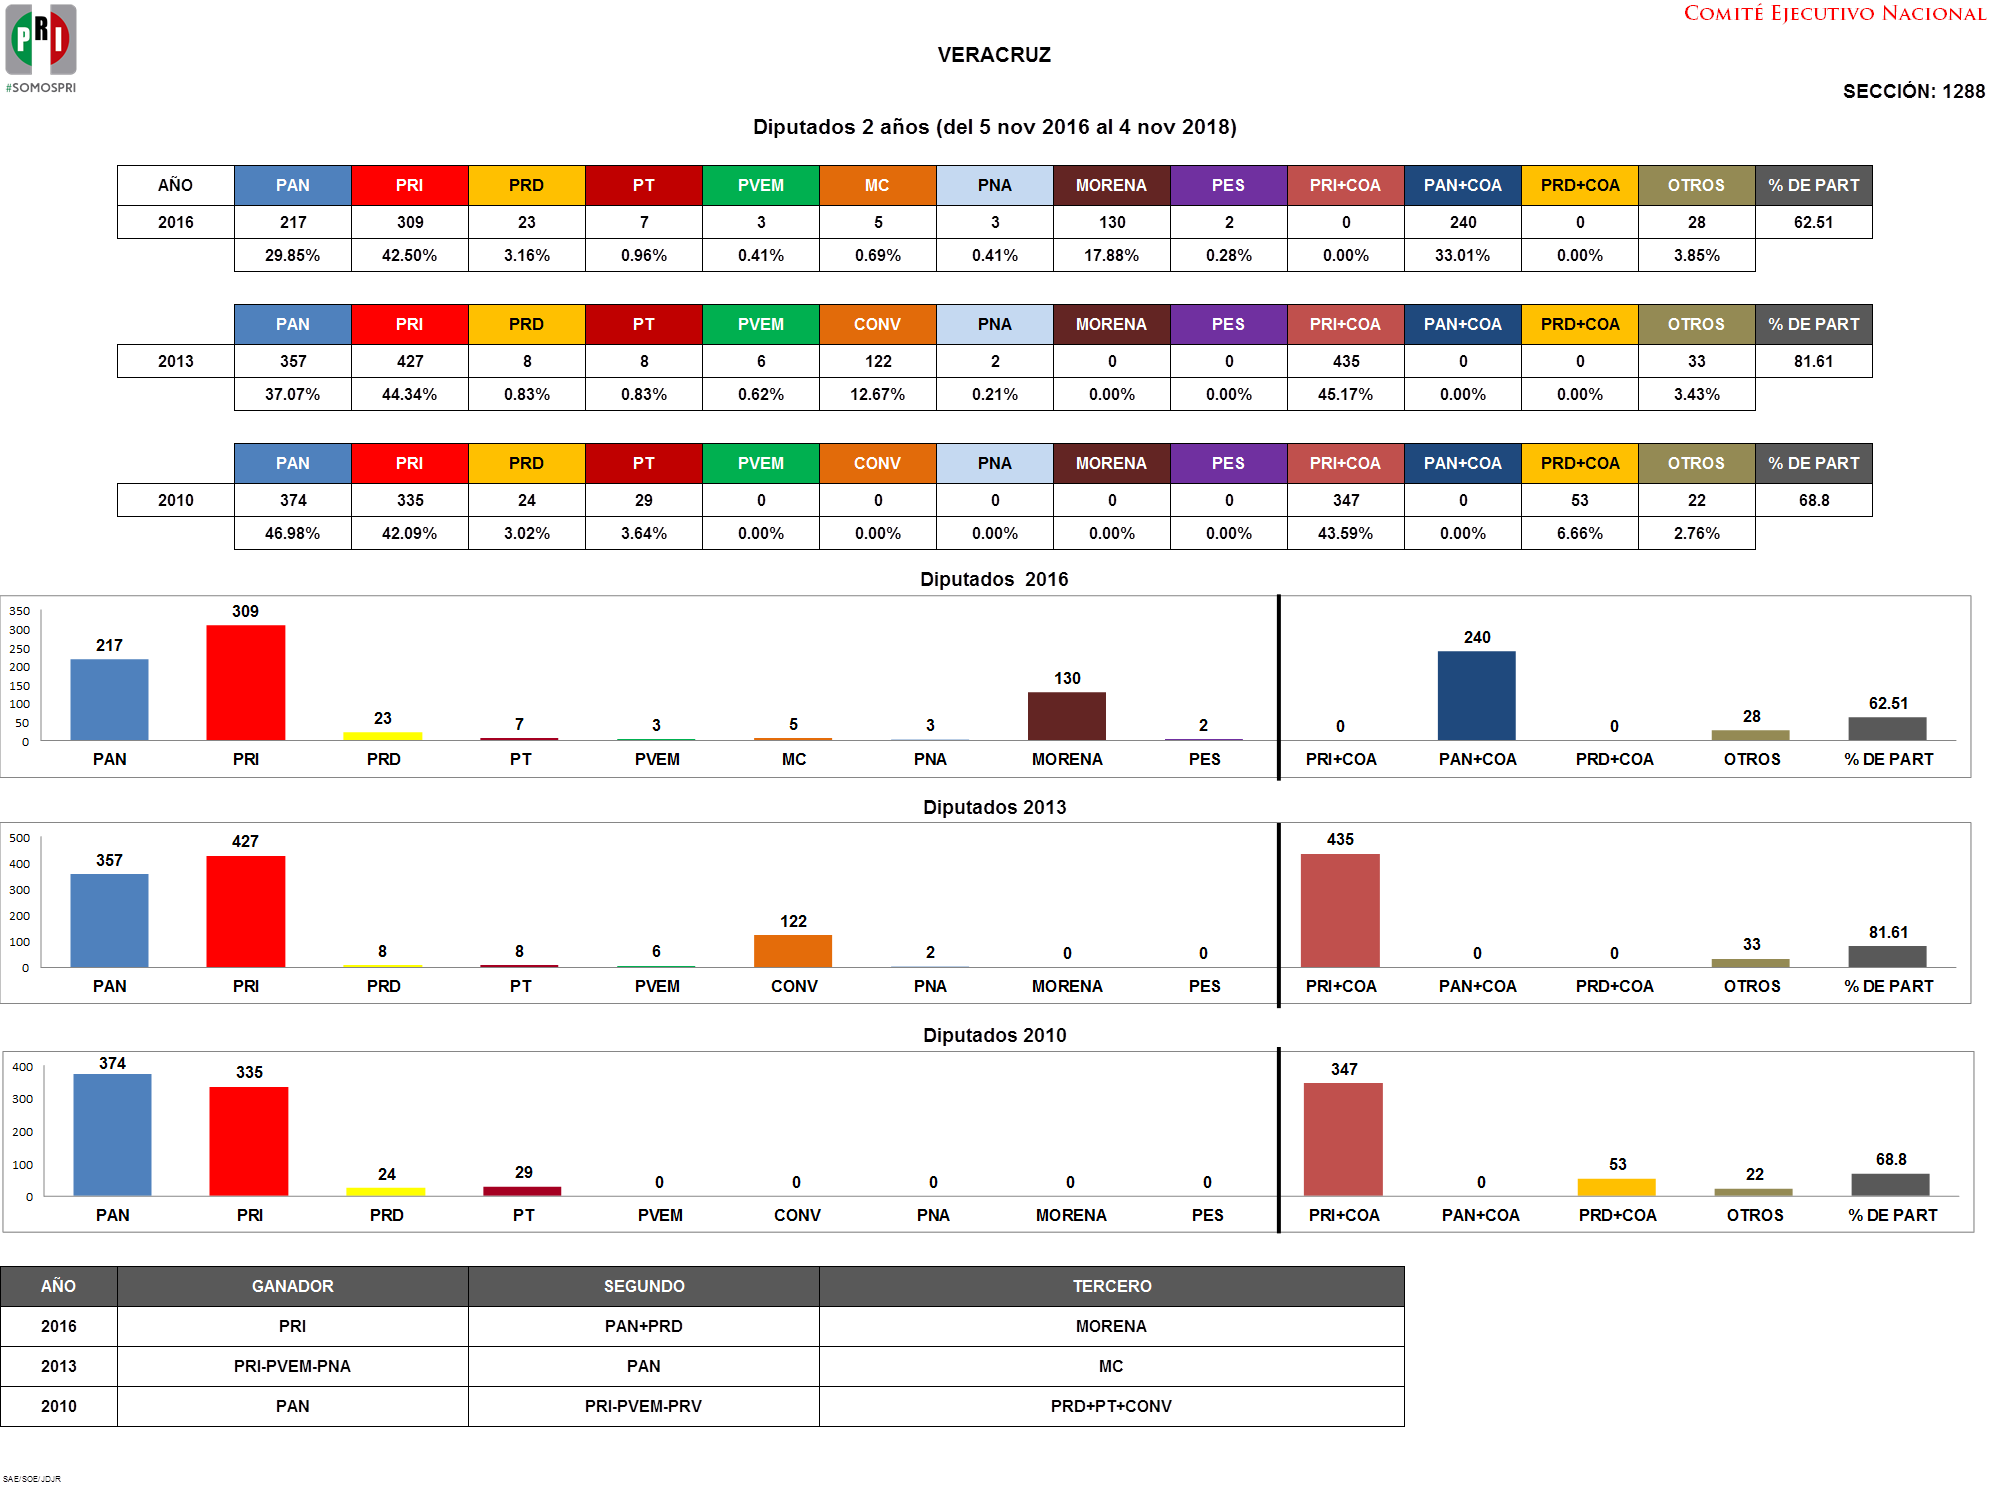 COMITÉ EJECUTIVO NACIONAL
PRI
#SOMOSPRI
VERACRUZ
SECCIÓN: 1288
Diputados 2 años (del 5 nov 2016 al 4 nov 2018)
AÑO PAN PRI PRD PT PVEM MC PNA MORENA PES PRI+COA PAN+COA PRD+COA OTROS % DE PART
2016 217 309 23 7 3 5 3 130 2 0 240 0 28 62.51
29.85% 42.50% 3.16% 0.96% 0.41% 0.69% 0.41% 17.88% 0.28% 0.00% 33.01% 0.00% 3.85%
PAN PRI PRD PT PVEM CONV PNA MORENA PES PRI+COA PAN+COA PRD+COA OTROS % DE PART
2013 357 427 8 8 6 122 2 0 0 435 0 0 33 81.61
37.07% 44.34% 0.83% 0.83% 0.62% 12.67% 0.21% 0.00% 0.00% 45.17% 0.00% 0.00% 3.43%
PAN PRI PRD PT PVEM CONV PNA MORENA PES PRI+COA PAN+COA PRD+COA OTROS % DE PART
2010 374 335 24 29 0 0 0 0 0 347 0 53 22 68.8
46.98% 42.09% 3.02% 3.64% 0.00% 0.00% 0.00% 0.00% 0.00% 43.59% 0.00% 6.66% 2.76%
Diputados 2016
350
300
250
200
150
100
50
0
217 309 23 7 3 5 3 130 2 0 240 0 28 62.51
PAN PRI PRD PT PVEM MC PNA MORENA PES PRI+COA PAN+COA PRD+COA OTROS % DE PART
Diputados 2013
500
400
300
200
100
0
357 427 8 8 6 122 2 0 0 435 0 0 33 81.61
PAN PRI PRD PT PVEM CONV PNA MORENA PES PRI+COA PAN+COA PRD+COA OTROS % DE PART
Diputados 2010
400
300
200
100
0
374 335 24 29 0 0 0 0 0 347 0 53 22 68.8
PAN PRI PRD PT PVEM CONV PNA MORENA PES PRI+COA PAN+COA PRD+COA OTROS % DE PART
AÑO GANADOR SEGUNDO TERCERO
2016 PRI PAN+PRD MORENA
2013 PRI-PVEM-PNA PAN MC
2010 PAN PRI-PVEM-PRV PRD+PT+CONV
SAE/SOE/JDJR